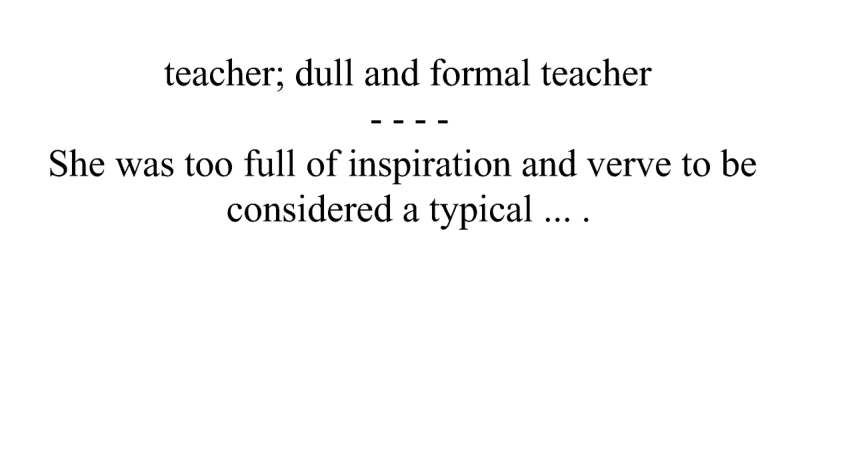 teacher; dull and formal teacher
- - - -
She was too full of inspiration and verve to be
considered a typical ... .